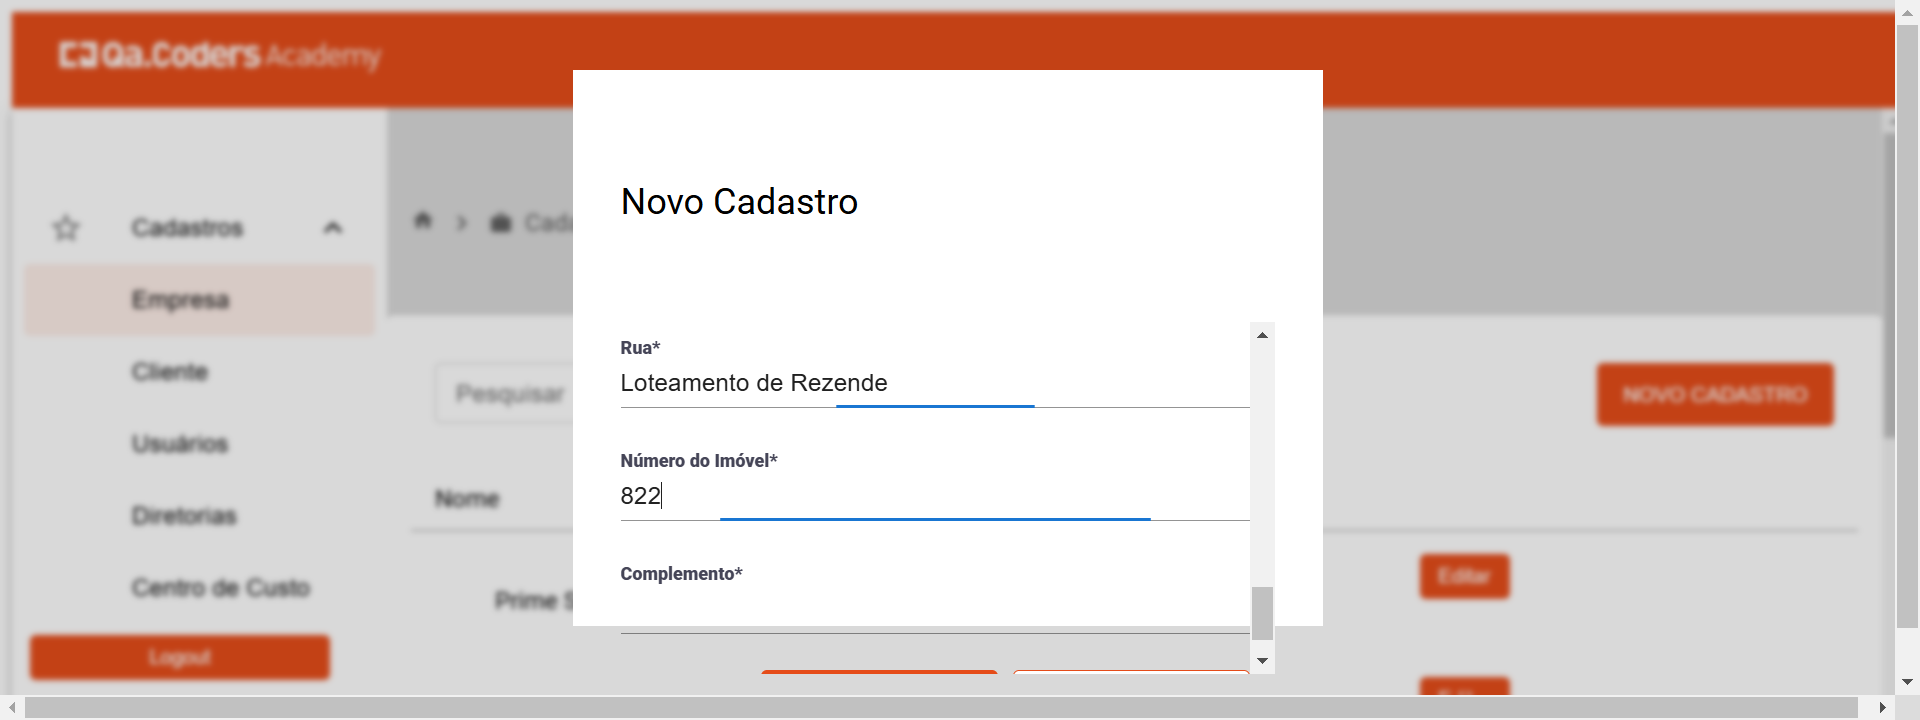 Qa.Coders Academy
Cadastros
Empresa
Cliente
Usuários
Diretorias
Centro de Custo
Logout
Pesquisar
NOVO CADASTRO
Nome
Prime
Editar
Novo Cadastro
Rua*
Loteamento de Rezende
Número do Imóvel*
822
Complemento*